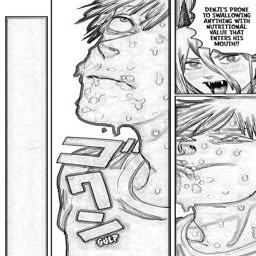 DENJI'S PRONE
TO SWALLOWING
ANYTHING WITH
NUTRITIONAL
VALUE THAT
ENTERS HIS
MOUTH!!
ゴクン
GULP